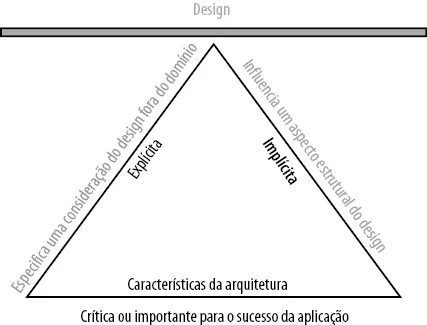 Design
Especifica uma consideração do design fora do domínio
Explícita
Influencia um aspecto estrutural do design
Implícita
Características da arquitetura
Crítica ou importante para o sucesso da aplicação